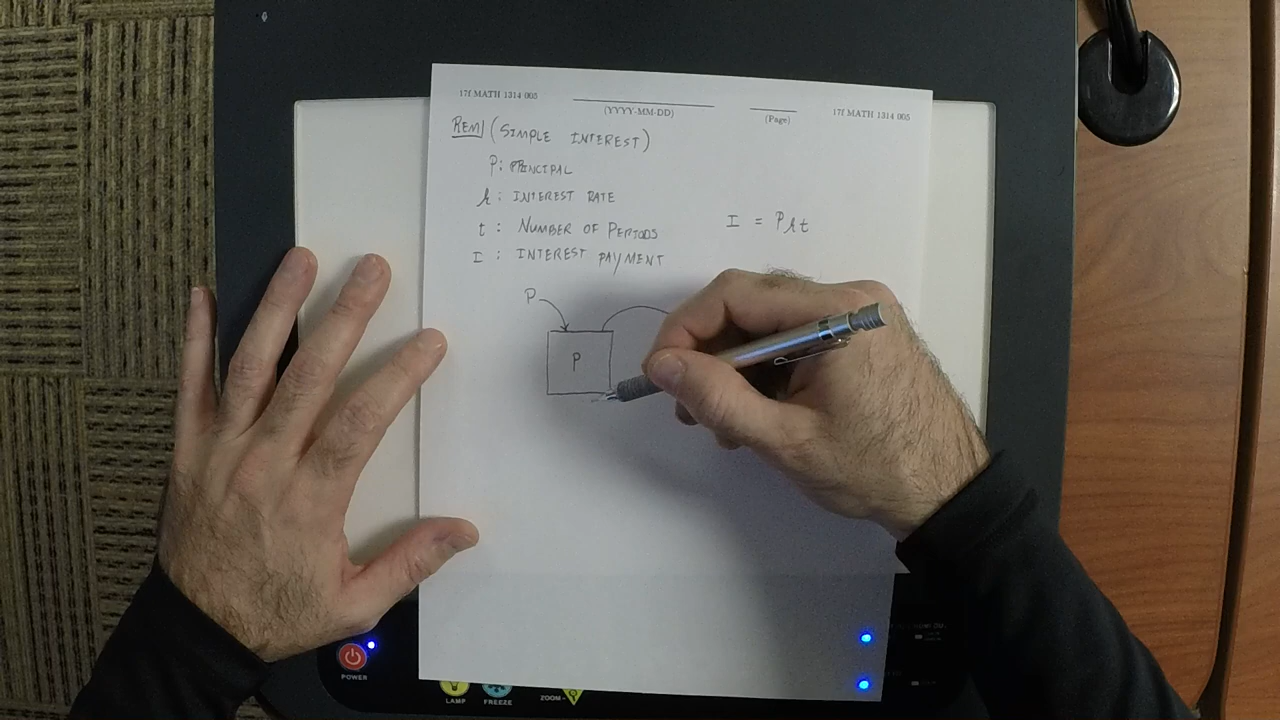 17f MATH 1314 005
(YYYY-MM-DD)
(Page)
17f MATH 1314 005
REM (SIMPLE INTEREST)
P: PRINCIPAL
r: INTEREST RATE
t: NUMBER OF PERIODS
I = Prt
I: INTEREST PAYMENT
P
P
POWER
LAMP
FREEZE
ZOOM